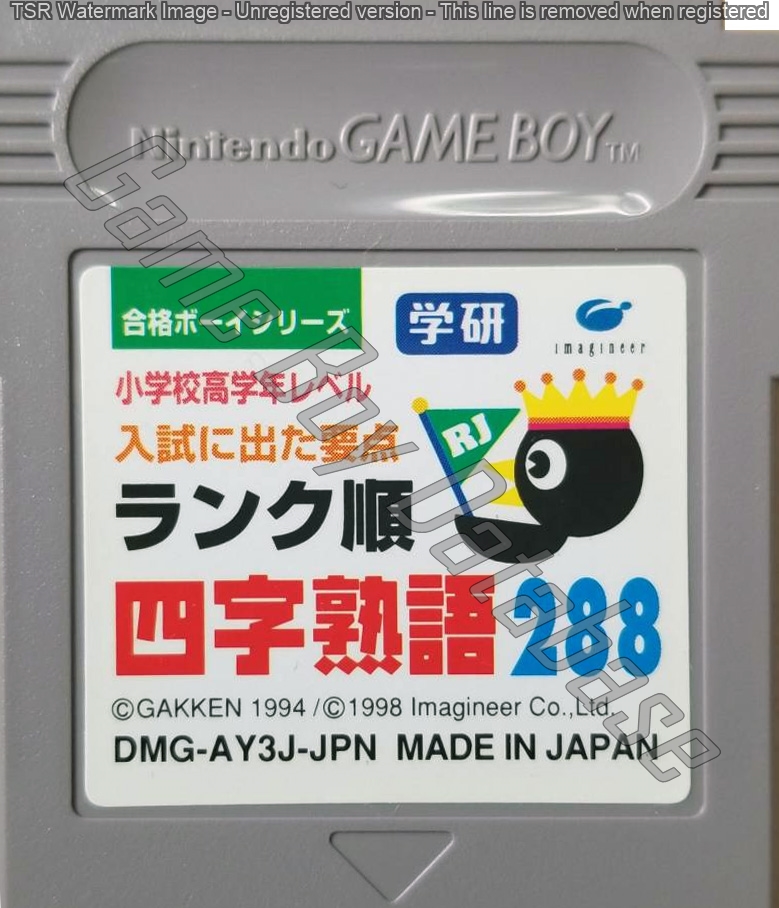 TSR Watermark Image - Unregistered version - This line is removed when registered
Nintendo GAME BOY TM
合格ボーイシリーズ
学研
imagineer
小学校高学年レベル
入試に出た要点
RJ
ランク順
四字熟語 288
©GAKKEN 1994 /©1998 Imagineer Co.,Ltd.
DMG-AY3J-JPN MADE IN JAPAN
Game Boy Database